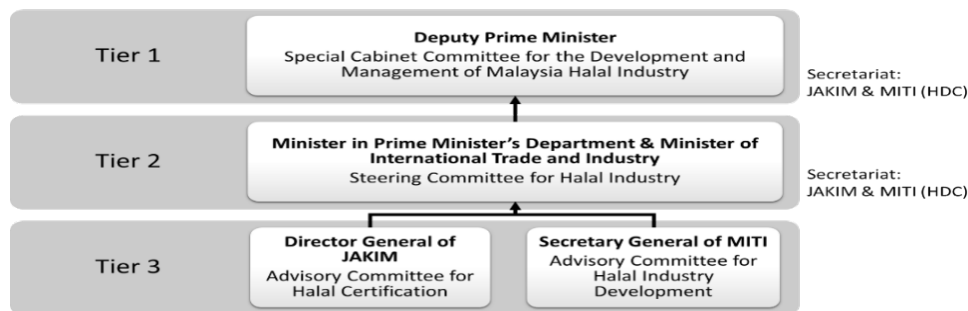 Tier 1
Deputy Prime Minister
Special Cabinet Committee for the Development and
Management of Malaysia Halal Industry
Secretariat:
JAKIM & MITI (HDC)
Tier 2
Minister in Prime Minister's Department & Minister of
International Trade and Industry
Steering Committee for Halal Industry
Secretariat:
JAKIM & MITI (HDC)
Tier 3
Director General of
JAKIM
Advisory Committee for
Halal Certification
Secretary General of MITI
Advisory Committee for
Halal Industry
Development